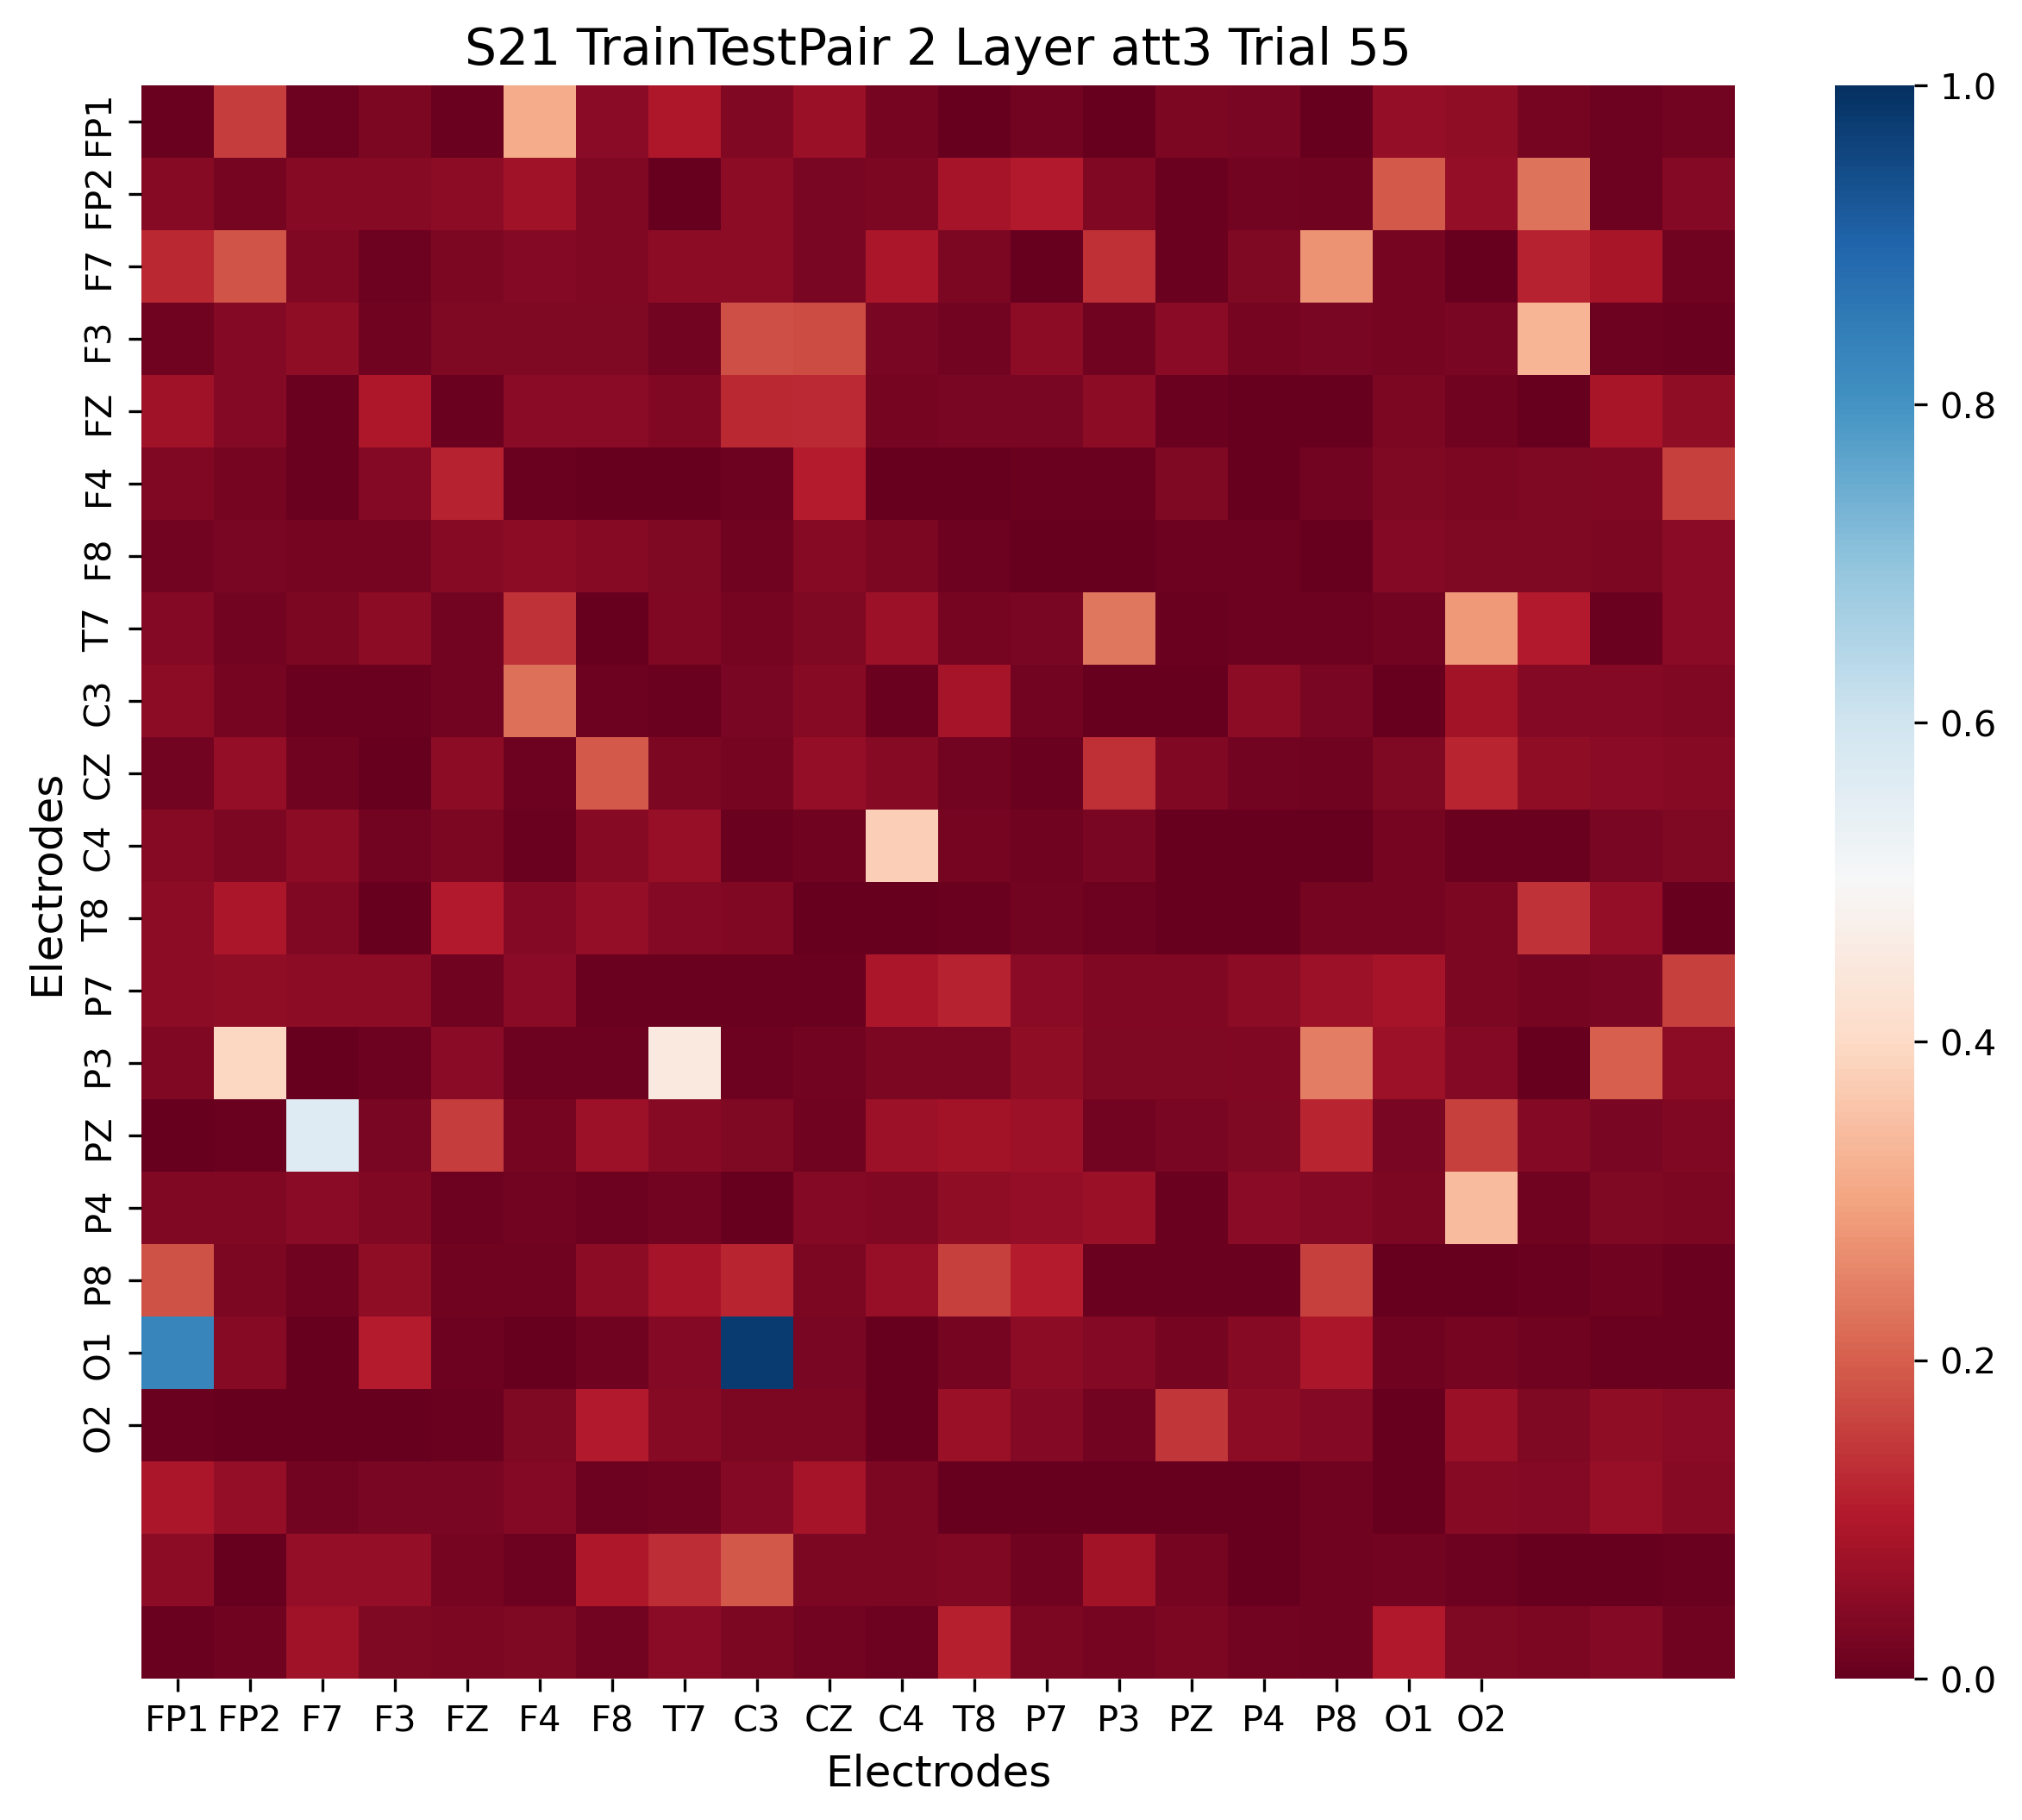 S21 TrainTestPair 2 Layer att3 Trial 55
Electrodes
FP1
FP2
F7
F3
FZ
F4
F8
T7
C3
CZ
C4
T8
P7
P3
PZ
P4
P8
O1
O2
FP1 FP2 F7 F3 FZ F4 F8 T7 C3 CZ C4 T8 P7 P3 PZ P4 P8 O1 O2
Electrodes
1.0
0.8
0.6
0.4
0.2
0.0